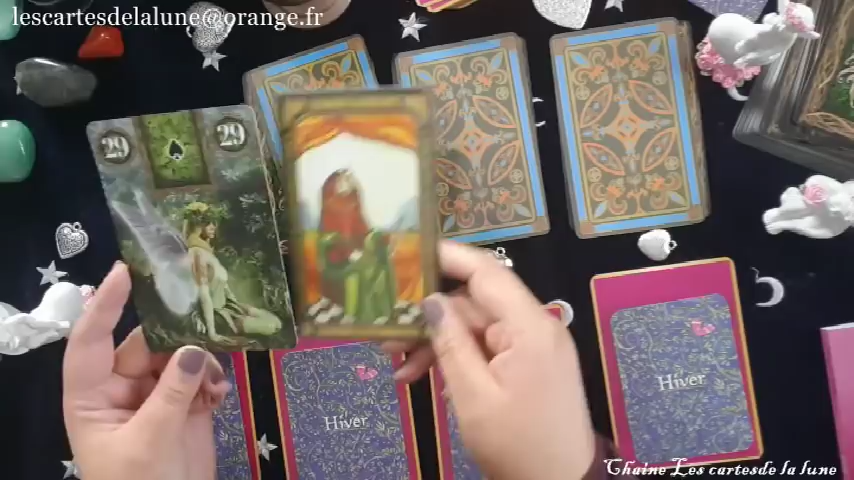 lescartesdelalune@orange.fr
29 29
Hiver
Hiver
Chaine Les cartesde la lune